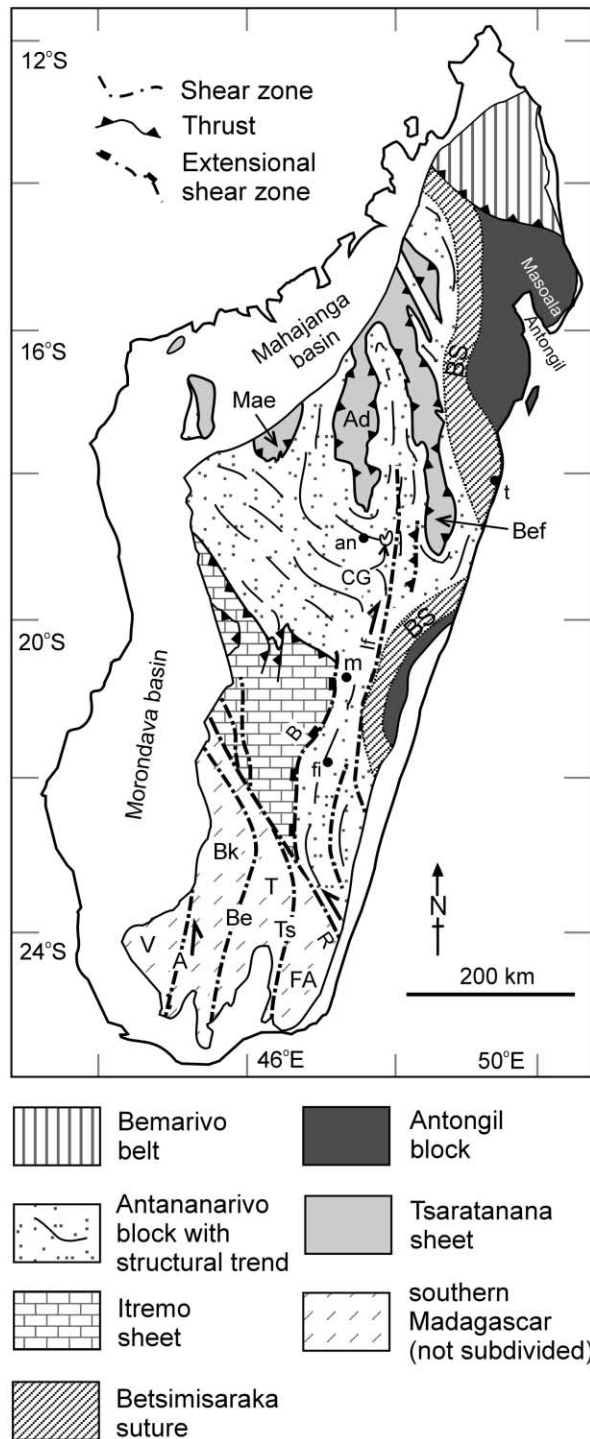 12°S
Shear zone
Thrust
Extensional
shear zone
Masoala
Antongil
Mahajanga
basin
16°S
BS
Mae
Ad
t
Bef
an
CG
20°S
BS
lf
m
B
fi
Morondava basin
Bk
T
Be
Ts
R
N
24°S
V
A
FA
200 km
46°E
50°E
Bemarivo
belt
Antongil
block
Antananarivo
block with
structural trend
Tsaratanana
sheet
Itremo
sheet
southern
Madagascar
(not subdivided)
Betsimisaraka
suture